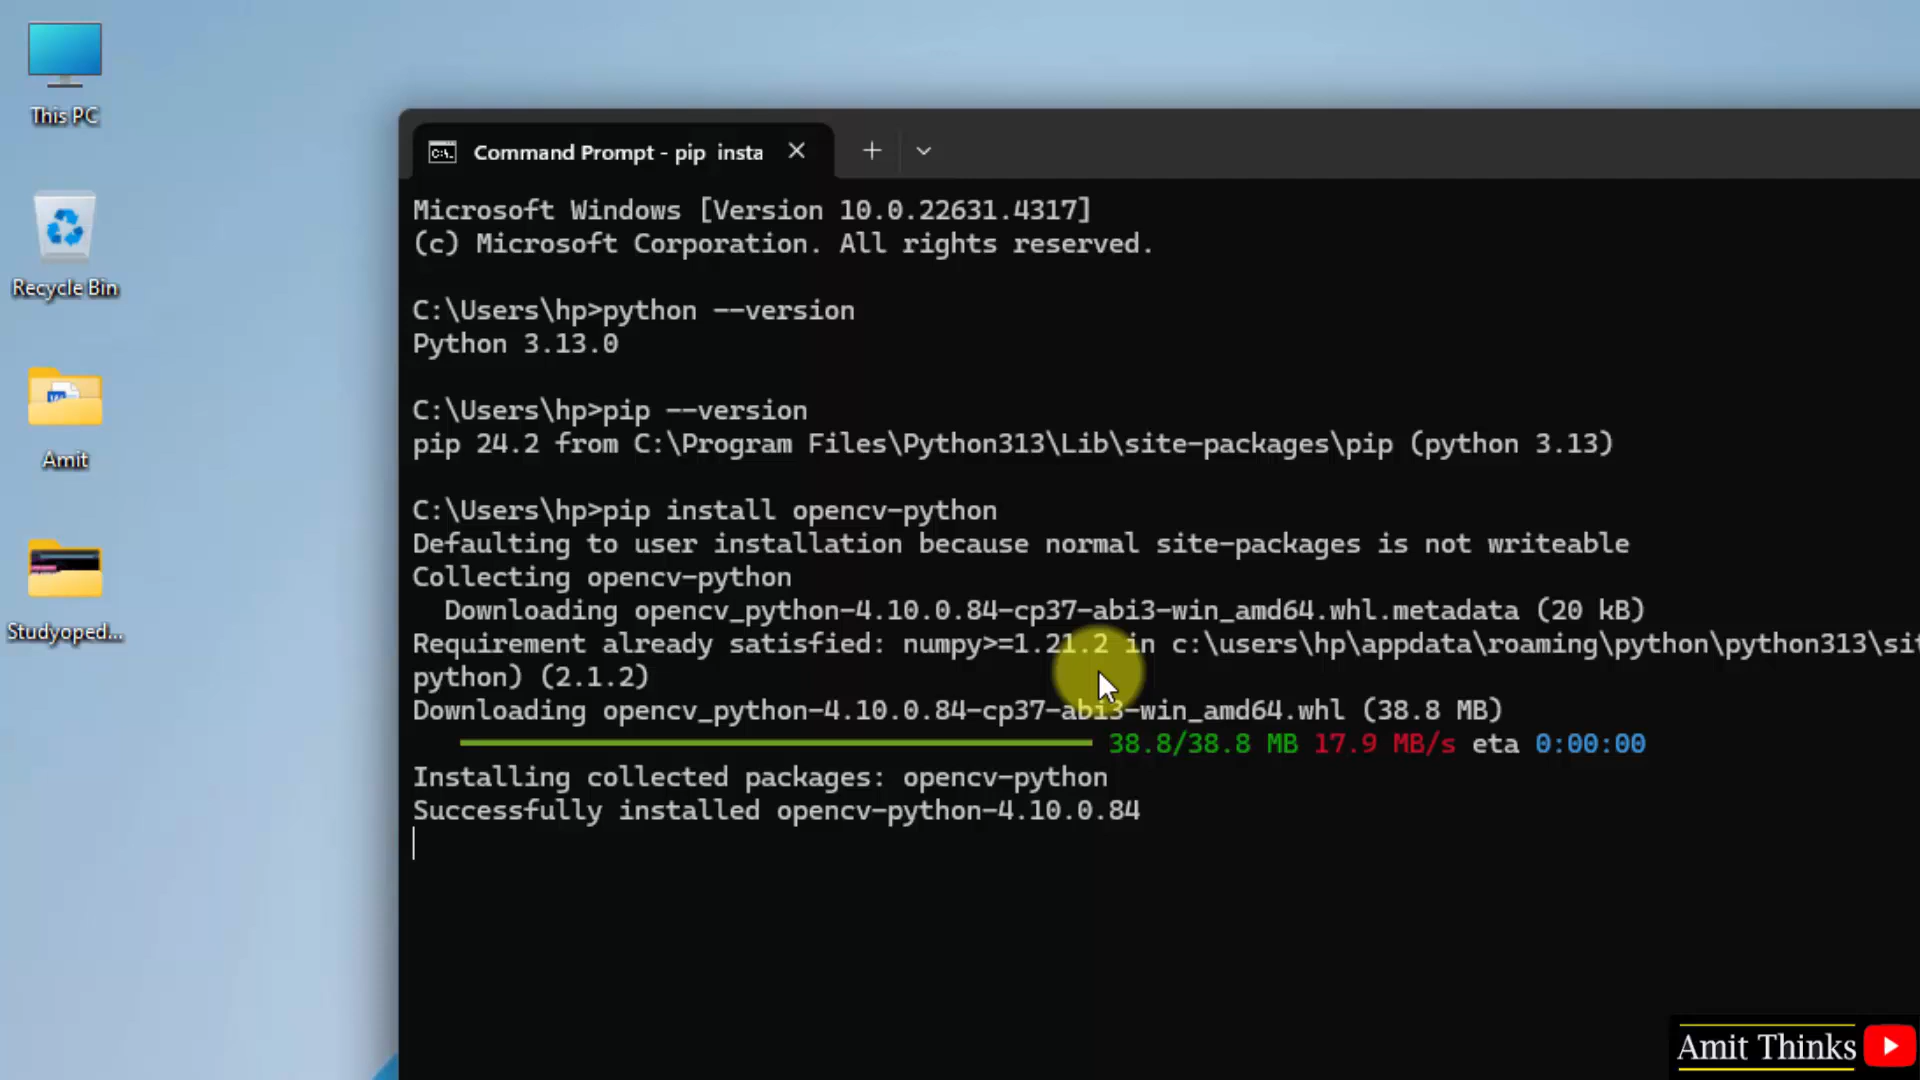 This PC
Recycle Bin
Amit
Studyoped...
Command Prompt - pip insta
Microsoft Windows [Version 10.0.22631.4317]
(c) Microsoft Corporation. All rights reserved.
C:\Users\hp>python --version
Python 3.13.0
C:\Users\hp>pip --version
pip 24.2 from C:\Program Files\Python313\Lib\site-packages\pip (python 3.13)
C:\Users\hp>pip install opencv-python
Defaulting to user installation because normal site-packages is not writeable
Collecting opencv-python
Downloading opencv_python-4.10.0.84-cp37-abi3-win_amd64.whl.metadata (20 kB)
Requirement already satisfied: numpy>=1.21.2 in c:\users\hp\appdata\roaming\python\python313\sit
python) (2.1.2)
Downloading opencv_python-4.10.0.84-cp37-abi3-win_amd64.whl (38.8 MB)
38.8/38.8 MB 17.9 MB/s eta 0:00:00
Installing collected packages: opencv-python
Successfully installed opencv-python-4.10.0.84
Amit Thinks